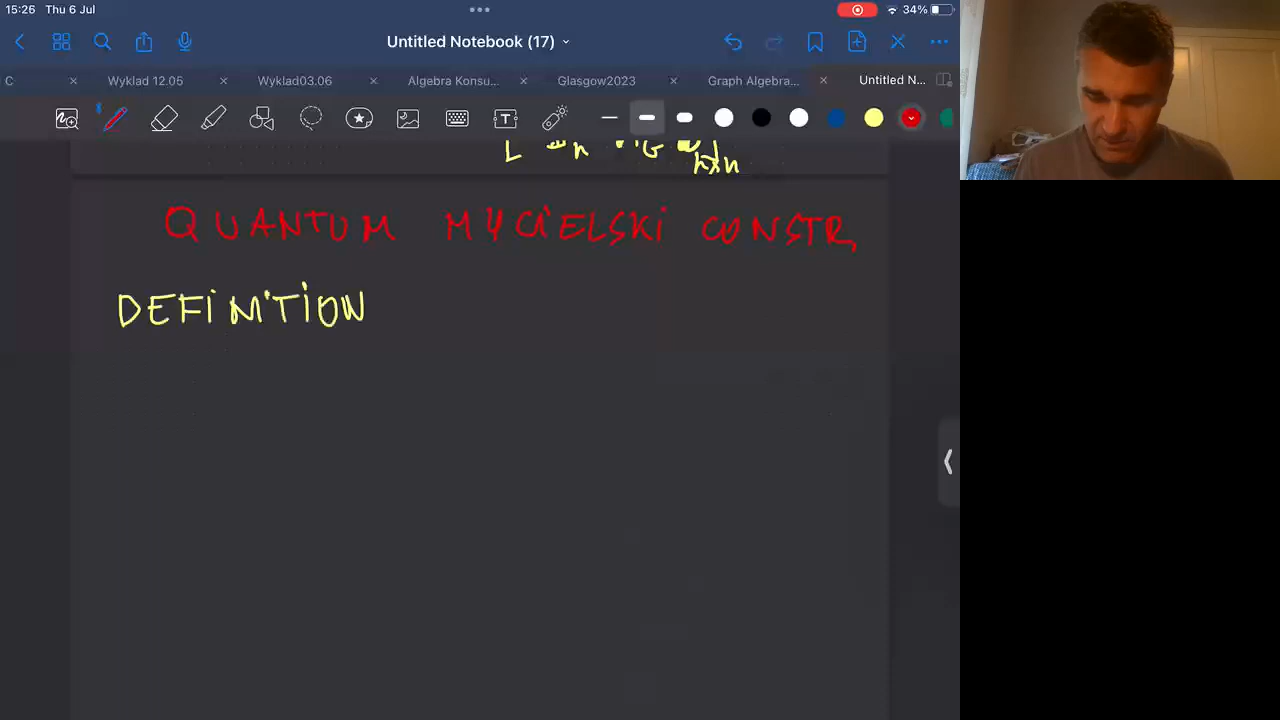 15:26 Thu 6 Jul
34%
Untitled Notebook (17)
C Wyklad 12.05 Wyklad03.06 Algebra Konsu... Glasgow2023 Graph Algebra... Untitled N...
QUANTUM MYCIELSKI CONSTR.
DEFINITION